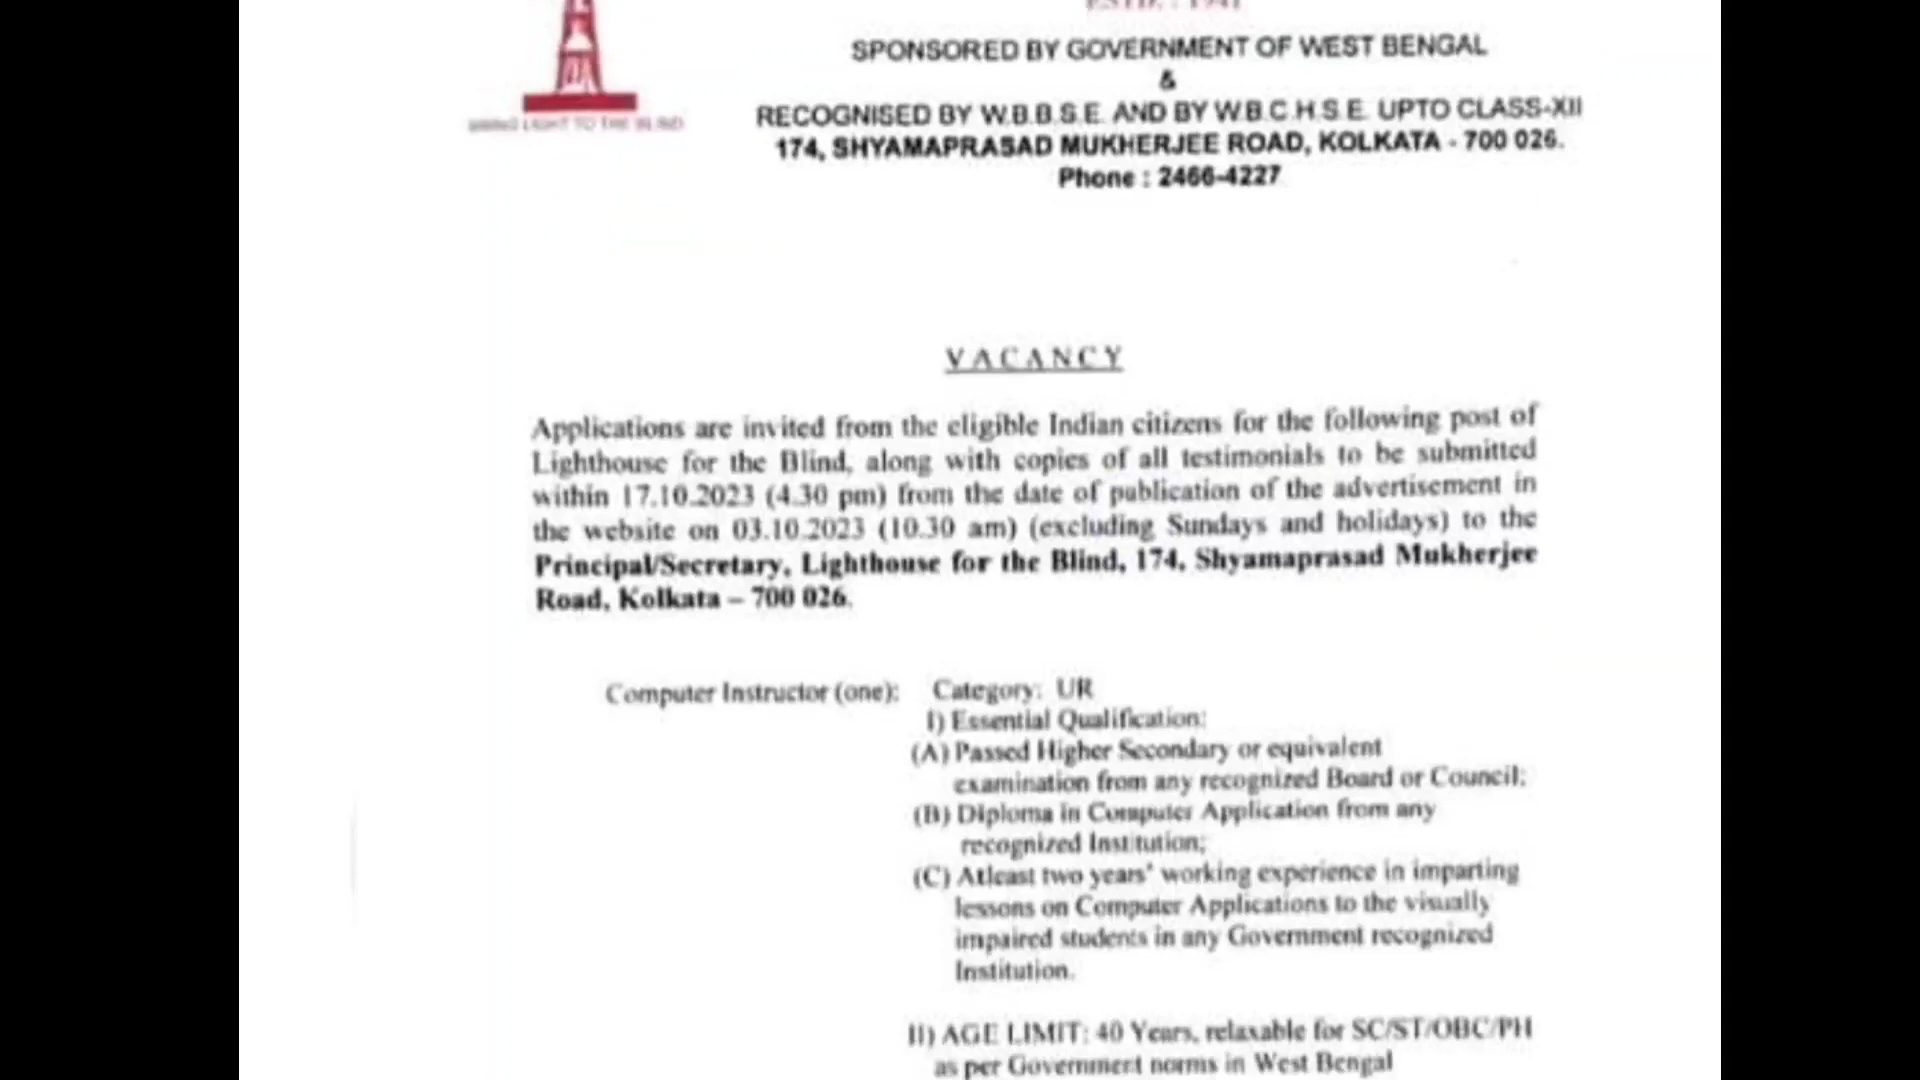 ESTD. : 1941
SPONSORED BY GOVERNMENT OF WEST BENGAL
&
RECOGNISED BY W.B.B.S.E. AND BY W.B.C.H.S.E. UPTO CLASS-XII
174, SHYAMAPRASAD MUKHERJEE ROAD, KOLKATA - 700 026.
Phone : 2466-4227
BRING LIGHT TO THE BLIND
VACANCY
Applications are invited from the eligible Indian citizens for the following post of
Lighthouse for the Blind, along with copies of all testimonials to be submitted
within 17.10.2023 (4.30 pm) from the date of publication of the advertisement in
the website on 03.10.2023 (10.30 am) (excluding Sundays and holidays) to the
Principal/Secretary, Lighthouse for the Blind, 174, Shyamaprasad Mukherjee
Road, Kolkata – 700 026.
Computer Instructor (one): Category: UR
I) Essential Qualification:
(A) Passed Higher Secondary or equivalent
examination from any recognized Board or Council;
(B) Diploma in Computer Application from any
recognized Institution;
(C) Atleast two years' working experience in imparting
lessons on Computer Applications to the visually
impaired students in any Government recognized
Institution.
II) AGE LIMIT: 40 Years, relaxable for SC/ST/OBC/PH
as per Government norms in West Bengal